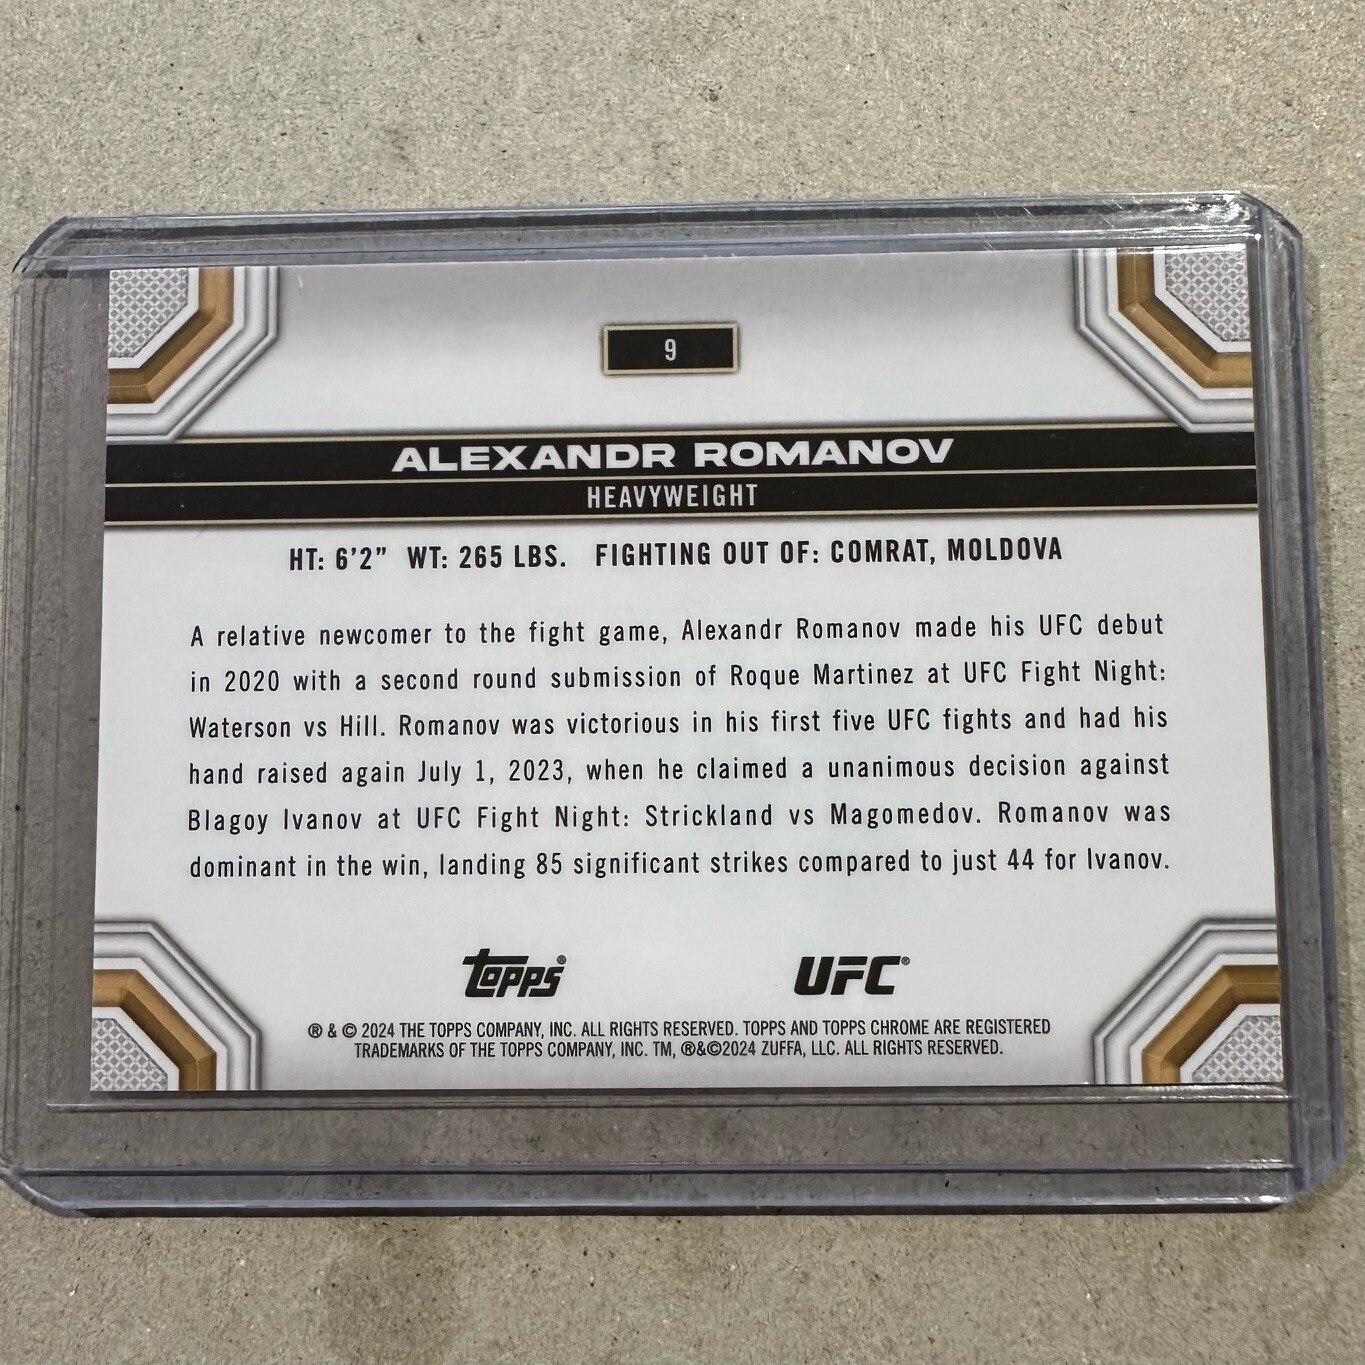 9
ALEXANDR ROMANOV
HEAVYWEIGHT
HT: 6'2" WT: 265 LBS. FIGHTING OUT OF: COMRAT, MOLDOVA
A relative newcomer to the fight game, Alexandr Romanov made his UFC debut
in 2020 with a second round submission of Roque Martinez at UFC Fight Night:
Waterson vs Hill. Romanov was victorious in his first five UFC fights and had his
hand raised again July 1, 2023, when he claimed a unanimous decision against
Blagoy Ivanov at UFC Fight Night: Strickland vs Magomedov. Romanov was
dominant in the win, landing 85 significant strikes compared to just 44 for Ivanov.
topps® UFC®
® & © 2024 THE TOPPS COMPANY, INC. ALL RIGHTS RESERVED. TOPPS AND TOPPS CHROME ARE REGISTERED
TRADEMARKS OF THE TOPPS COMPANY, INC. TM, ®&©2024 ZUFFA, LLC. ALL RIGHTS RESERVED.